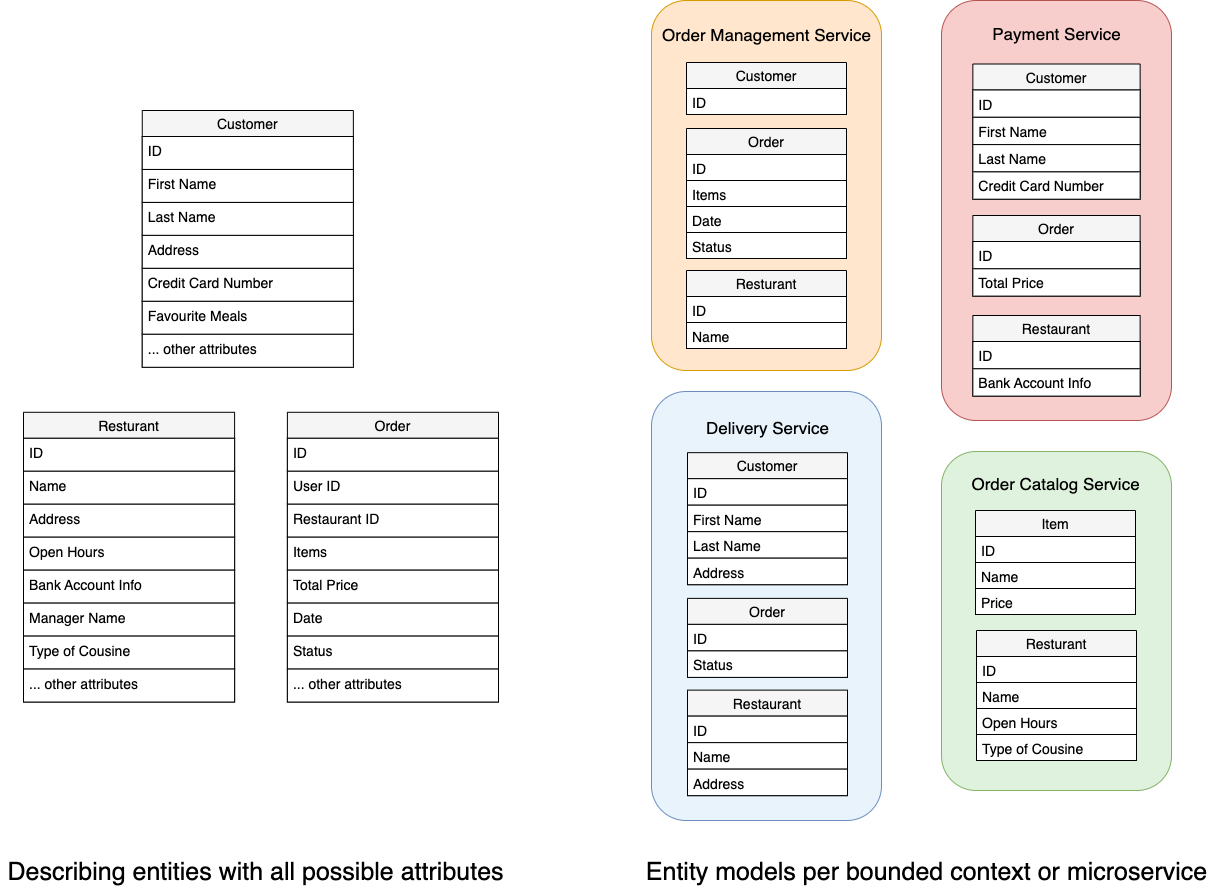 Customer
ID
First Name
Last Name
Address
Credit Card Number
Favourite Meals
... other attributes
Resturant
ID
Name
Address
Open Hours
Bank Account Info
Manager Name
Type of Cousine
... other attributes
Order
ID
User ID
Restaurant ID
Items
Total Price
Date
Status
... other attributes
Describing entities with all possible attributes
Order Management Service
Customer
ID
Order
ID
Items
Date
Status
Resturant
ID
Name
Payment Service
Customer
ID
First Name
Last Name
Credit Card Number
Order
ID
Total Price
Restaurant
ID
Bank Account Info
Delivery Service
Customer
ID
First Name
Last Name
Address
Order
ID
Status
Restaurant
ID
Name
Address
Order Catalog Service
Item
ID
Name
Price
Resturant
ID
Name
Open Hours
Type of Cousine
Entity models per bounded context or microservice